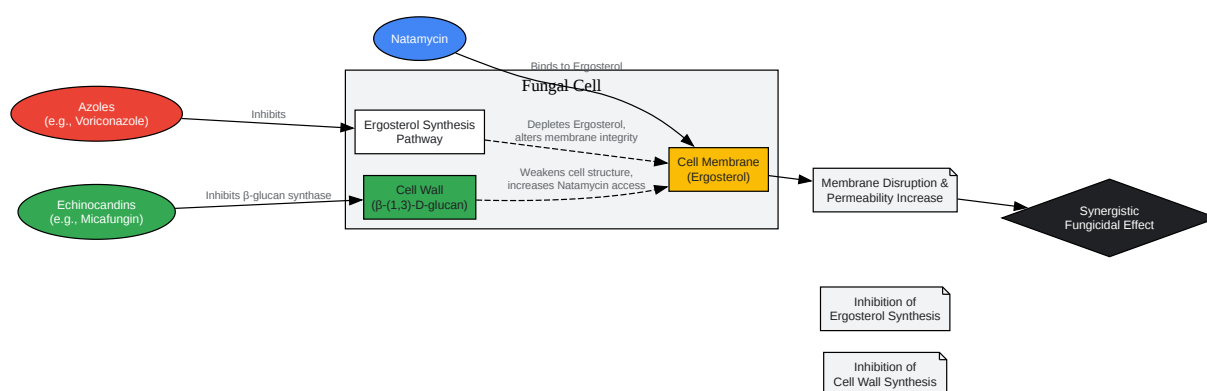 Natamycin
Binds to Ergosterol
Fungal Cell
Azoles
(e.g., Voriconazole)
Inhibits
Ergosterol Synthesis
Pathway
Depletes Ergosterol,
alters membrane integrity
Cell Membrane
(Ergosterol)
Weakens cell structure,
increases Natamycin access
Echinocandins
(e.g., Micafungin)
Inhibits β-glucan synthase
Cell Wall
(β-(1,3)-D-glucan)
Membrane Disruption &
Permeability Increase
Synergistic
Fungicidal Effect
Inhibition of
Ergosterol Synthesis
Inhibition of
Cell Wall Synthesis